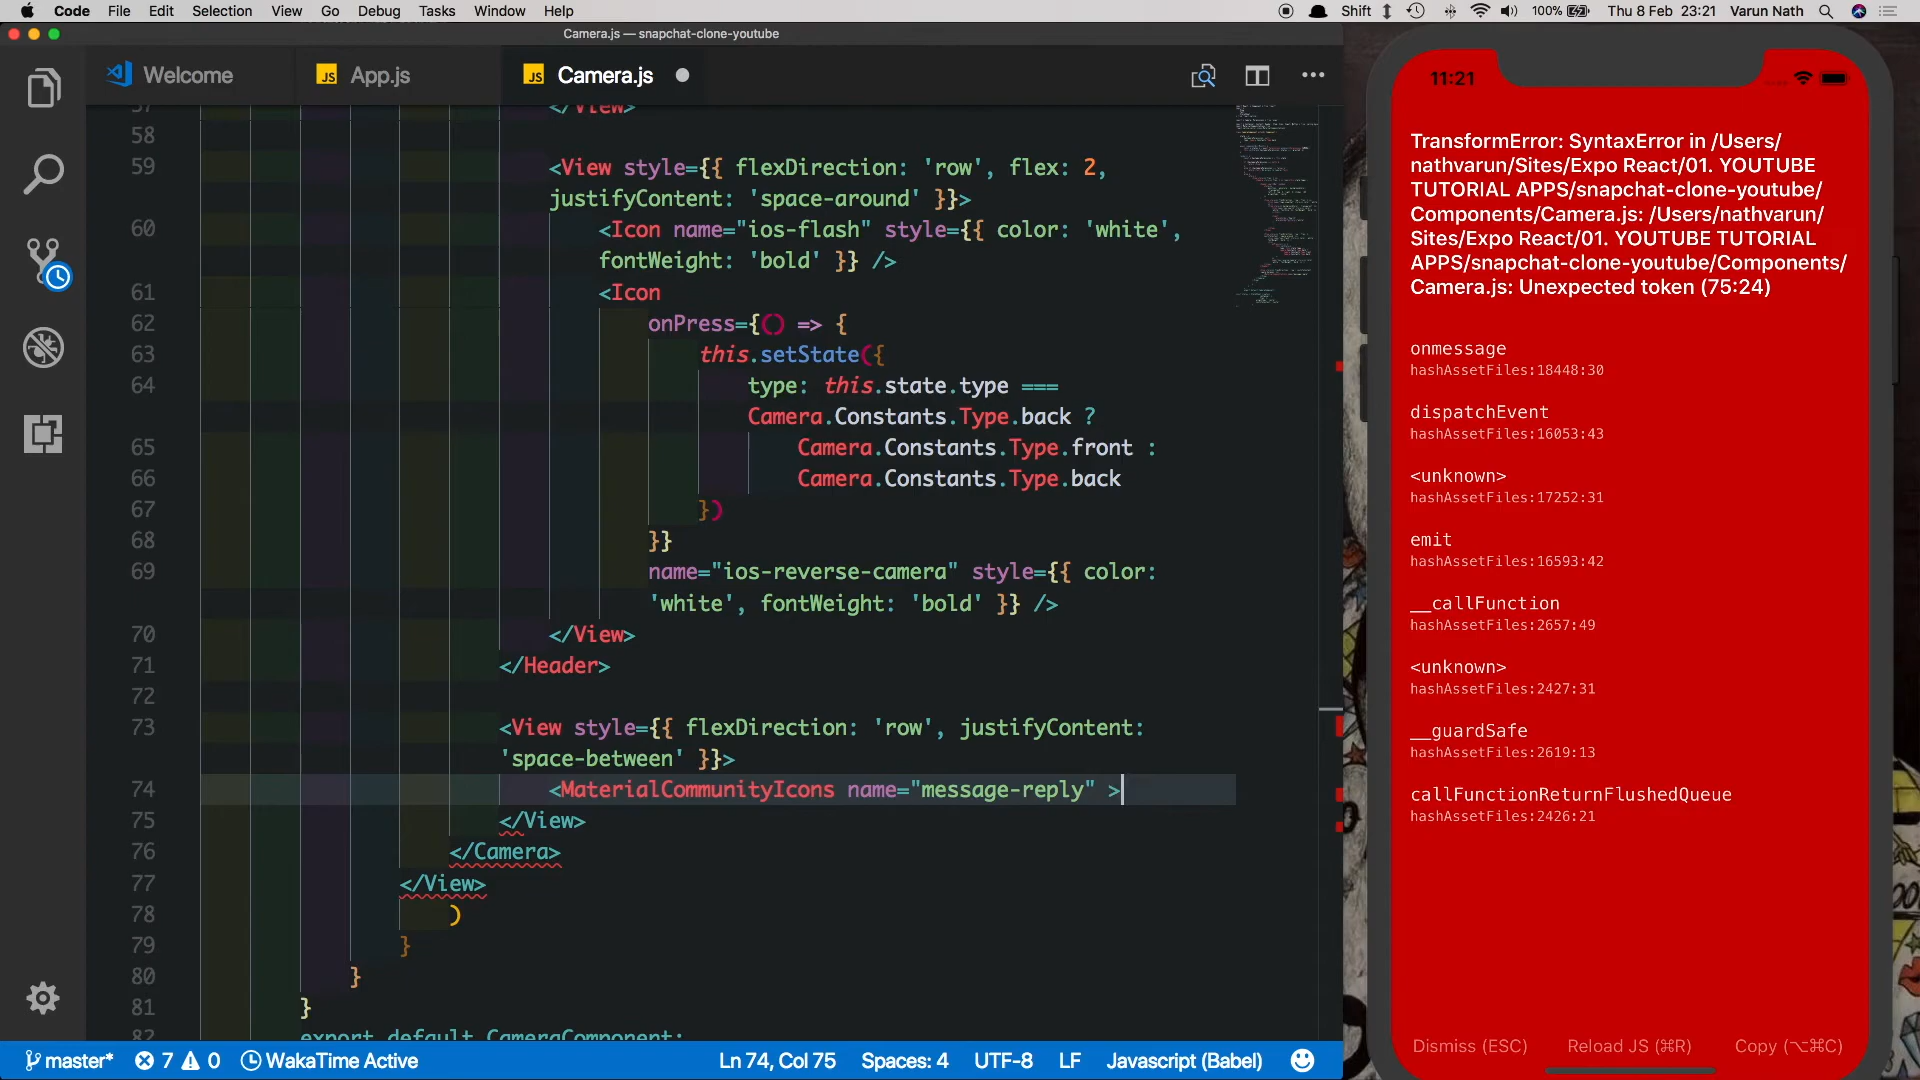 Code File Edit Selection View Go Debug Tasks Window Help Shift 100% Thu 8 Feb 23:21 Varun Nath
Camera.js — snapchat-clone-youtube
Welcome JS App.js JS Camera.js
57 </View>
58
59 <View style={{ flexDirection: 'row', flex: 2,
justifyContent: 'space-around' }}>
60 <Icon name="ios-flash" style={{ color: 'white',
fontWeight: 'bold' }} />
61 <Icon
62 onPress={() => {
63 this.setState({
64 type: this.state.type ===
Camera.Constants.Type.back ?
65 Camera.Constants.Type.front :
66 Camera.Constants.Type.back
67 })
68 }}
69 name="ios-reverse-camera" style={{ color:
'white', fontWeight: 'bold' }} />
70 </View>
71 </Header>
72
73 <View style={{ flexDirection: 'row', justifyContent:
'space-between' }}>
74 <MaterialCommunityIcons name="message-reply" >
75 </View>
76 </Camera>
77 </View>
78 )
79 }
80 }
81 }
82 export default CameraComponent;
master* 7 0 WakaTime Active Ln 74, Col 75 Spaces: 4 UTF-8 LF Javascript (Babel)
11:21
TransformError: SyntaxError in /Users/
nathvarun/Sites/Expo React/01. YOUTUBE
TUTORIAL APPS/snapchat-clone-youtube/
Components/Camera.js: /Users/nathvarun/
Sites/Expo React/01. YOUTUBE TUTORIAL
APPS/snapchat-clone-youtube/Components/
Camera.js: Unexpected token (75:24)
onmessage
hashAssetFiles:18448:30
dispatchEvent
hashAssetFiles:16053:43
<unknown>
hashAssetFiles:17252:31
emit
hashAssetFiles:16593:42
__callFunction
hashAssetFiles:2657:49
<unknown>
hashAssetFiles:2427:31
__guardSafe
hashAssetFiles:2619:13
callFunctionReturnFlushedQueue
hashAssetFiles:2426:21
Dismiss (ESC) Reload JS (⌘R) Copy (⌥⌘C)